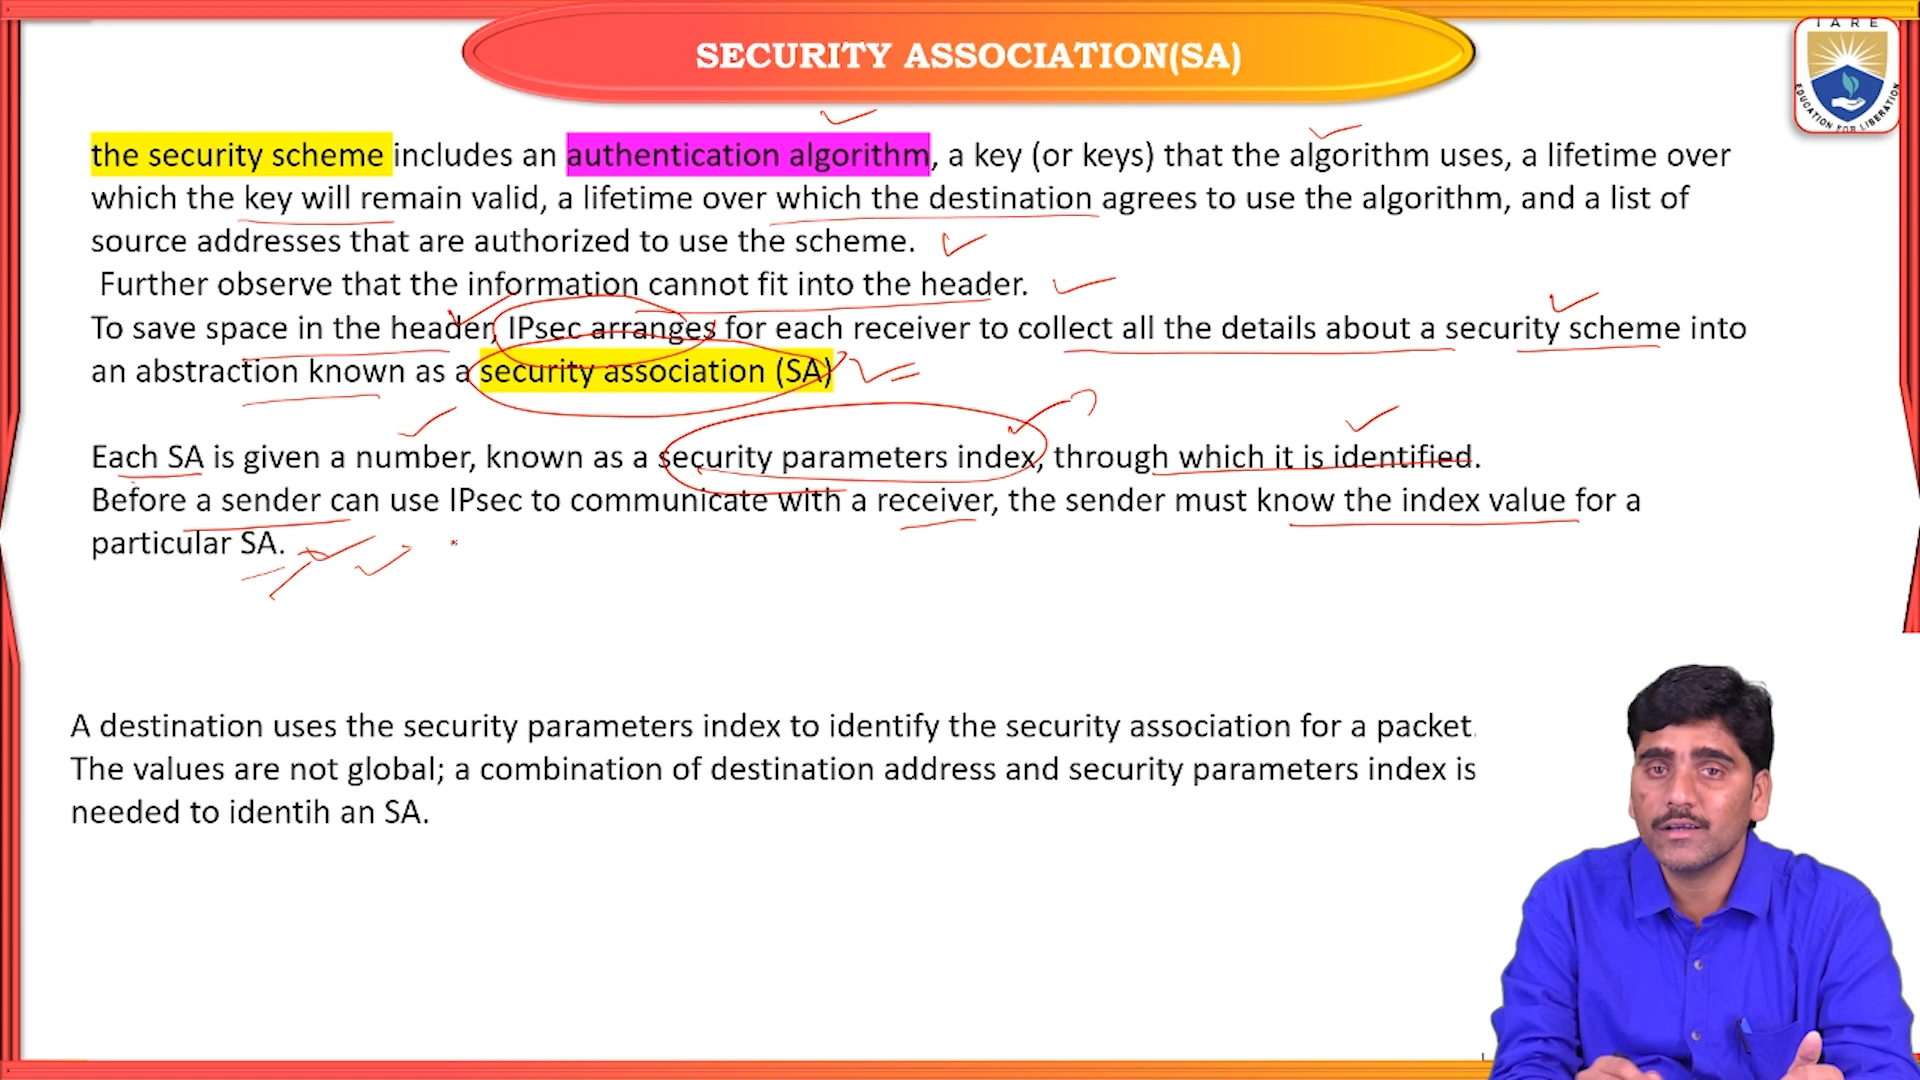 SECURITY ASSOCIATION(SA)
IARE
EDUCATION FOR LIBERATION
the security scheme includes an authentication algorithm, a key (or keys) that the algorithm uses, a lifetime over
which the key will remain valid, a lifetime over which the destination agrees to use the algorithm, and a list of
source addresses that are authorized to use the scheme.
Further observe that the information cannot fit into the header.
To save space in the header, IPsec arranges for each receiver to collect all the details about a security scheme into
an abstraction known as a security association (SA)
Each SA is given a number, known as a security parameters index, through which it is identified.
Before a sender can use IPsec to communicate with a receiver, the sender must know the index value for a
particular SA.
A destination uses the security parameters index to identify the security association for a packet.
The values are not global; a combination of destination address and security parameters index is
needed to identih an SA.